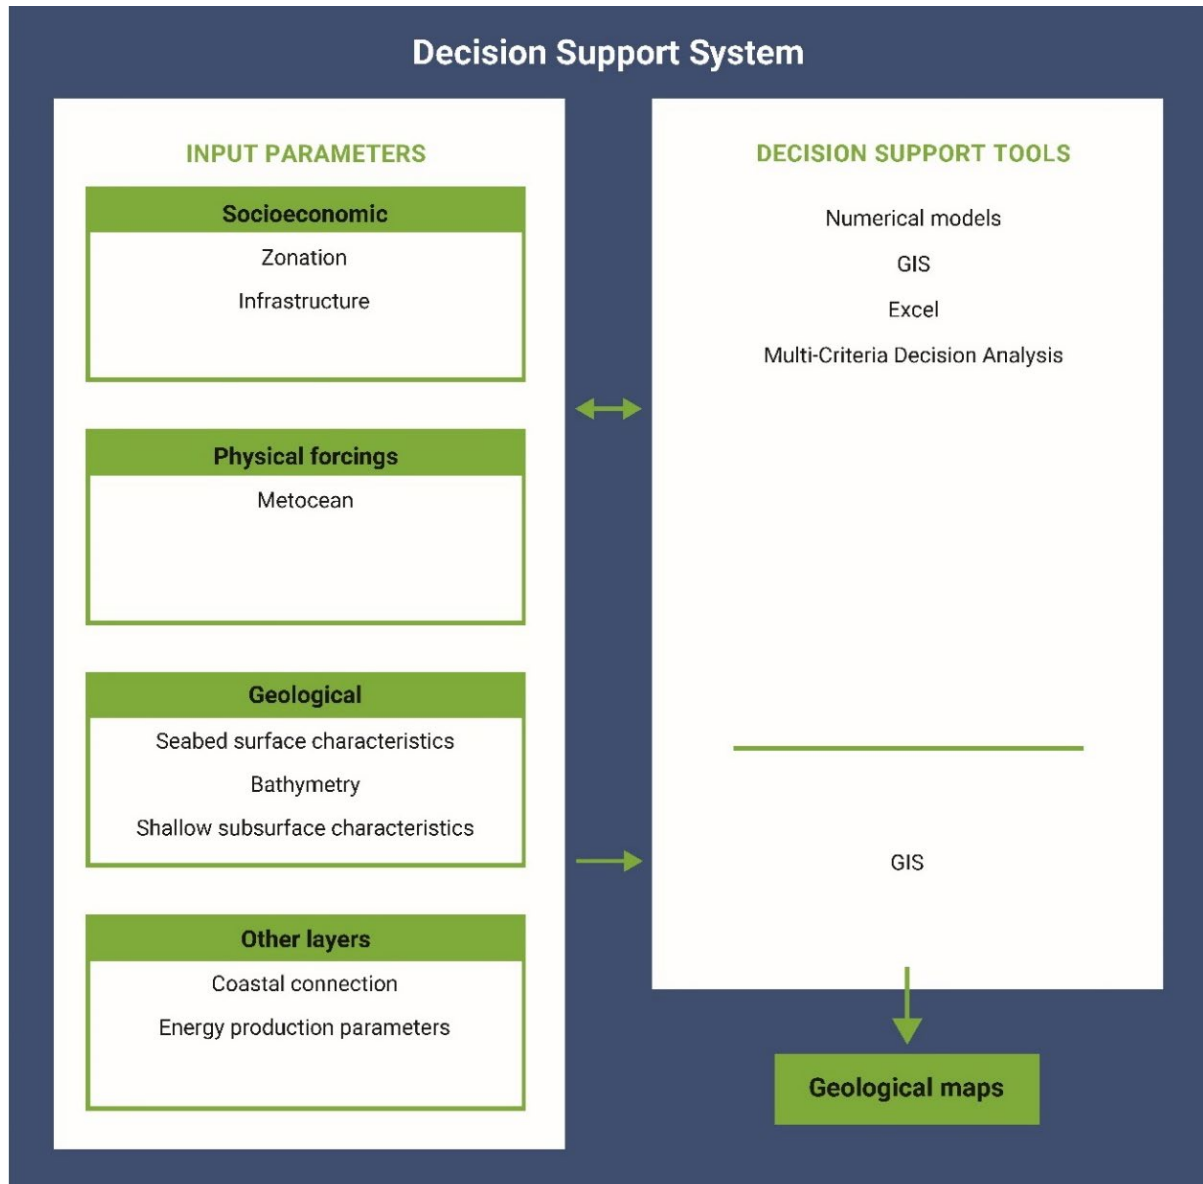 Decision Support System
INPUT PARAMETERS
Socioeconomic
Zonation
Infrastructure
Physical forcings
Metocean
Geological
Seabed surface characteristics
Bathymetry
Shallow subsurface characteristics
Other layers
Coastal connection
Energy production parameters
DECISION SUPPORT TOOLS
Numerical models
GIS
Excel
Multi-Criteria Decision Analysis
GIS
Geological maps